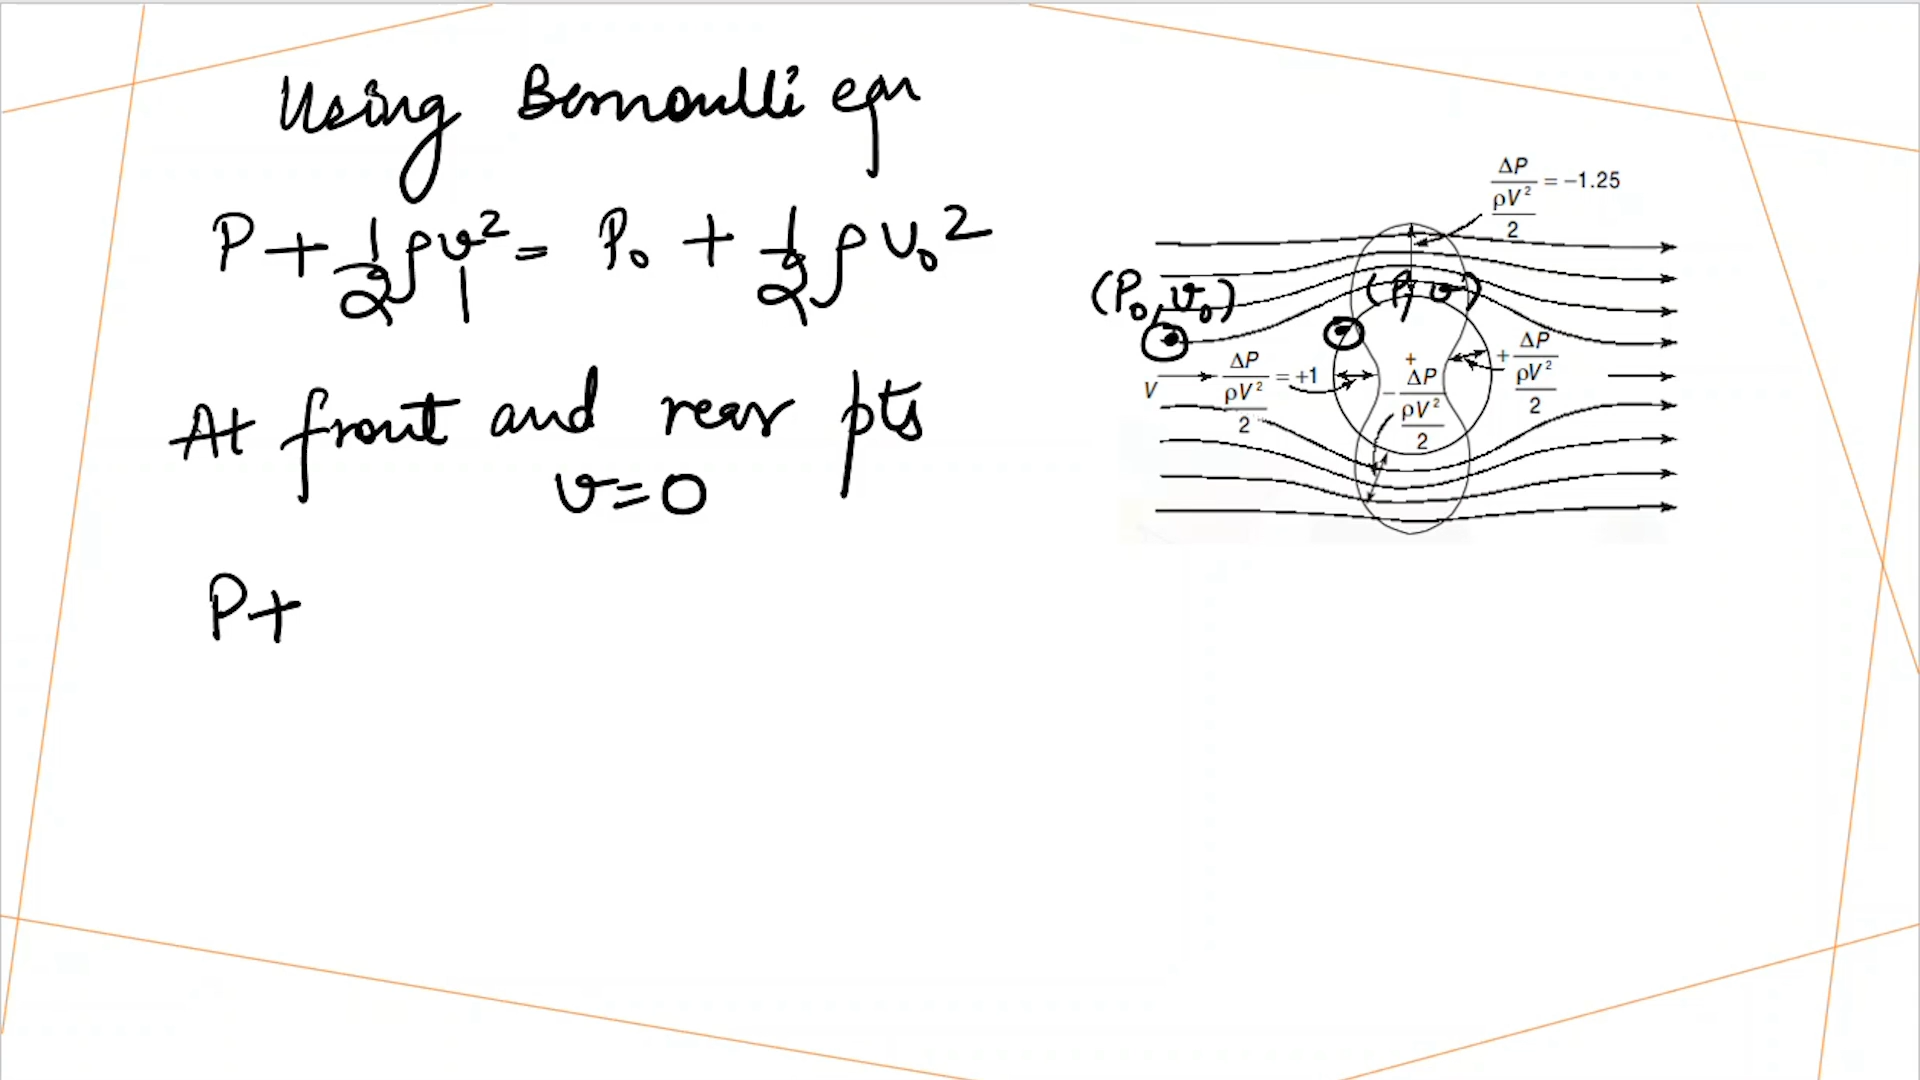 Using Bernoulli eqn
P + 1/2 ρv² = P₀ + 1/2 ρv₀²
At front and rear pts
v=0
P+
ΔP / (ρV²/2) = −1.25
(P₀, v₀)
(P, v)
V
ΔP / (ρV²/2) = +1
+
− ΔP / (ρV²/2)
+ ΔP / (ρV²/2)